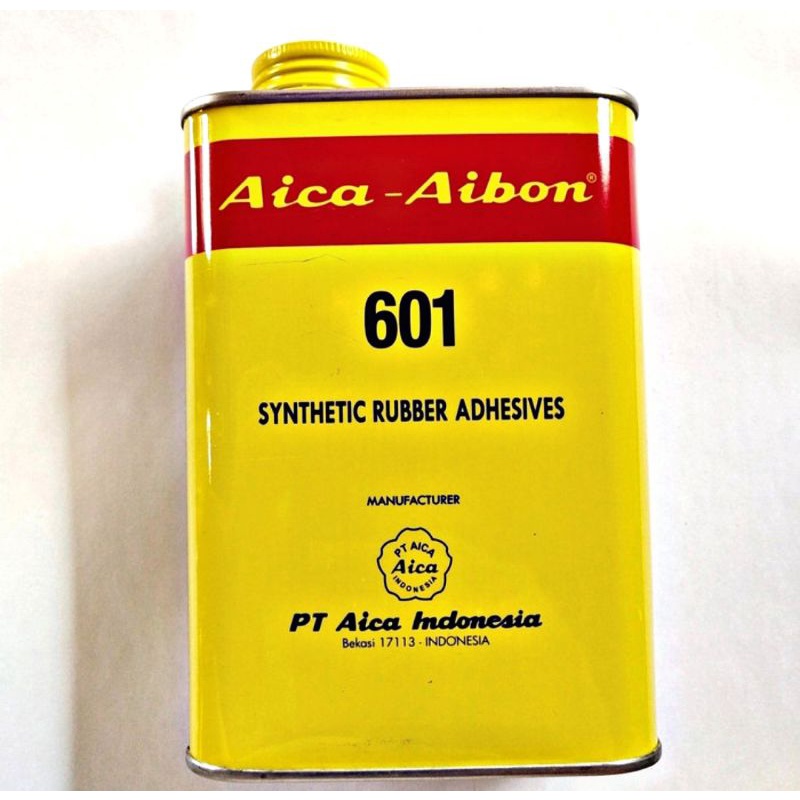 Aica-Aibon®
601
SYNTHETIC RUBBER ADHESIVES
MANUFACTURER
PT AICA
Aica
INDONESIA
PT Aica Indonesia
Bekasi 17113 - INDONESIA